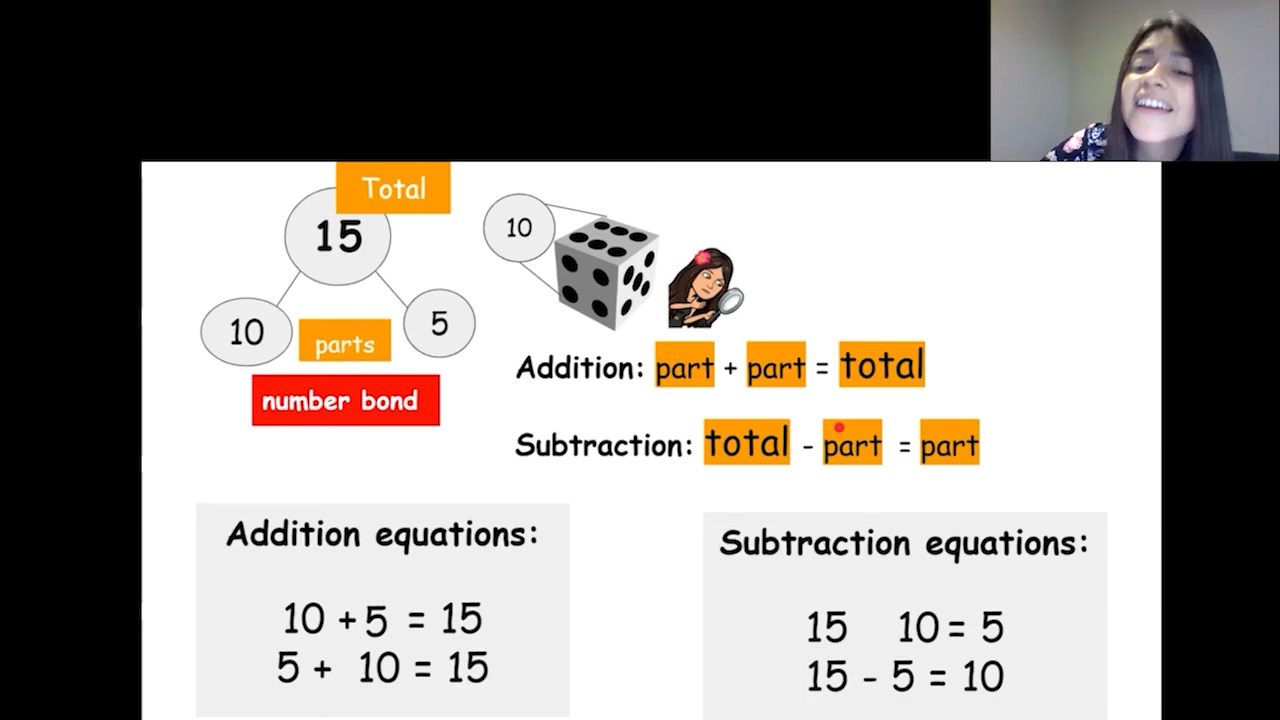 Total
15
10
5
parts
number bond
10
Addition: part + part = total
Subtraction: total - part = part
Addition equations:
10 + 5 = 15
5 + 10 = 15
Subtraction equations:
15 10 = 5
15 - 5 = 10